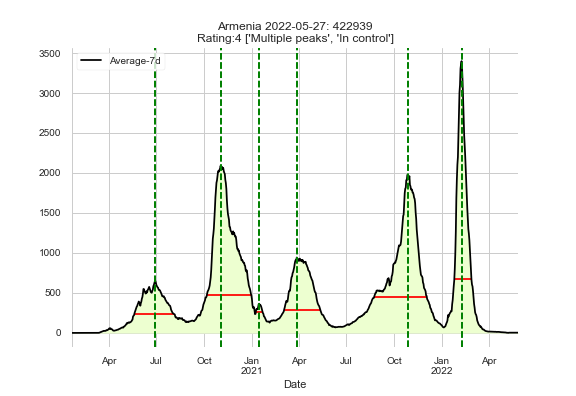 Armenia 2022-05-27: 422939
Rating:4 ['Multiple peaks', 'In control']
Average-7d
3500
3000
2500
2000
1500
1000
500
0
Apr Jul Oct Jan Apr Jul Oct Jan Apr
2021 2022
Date